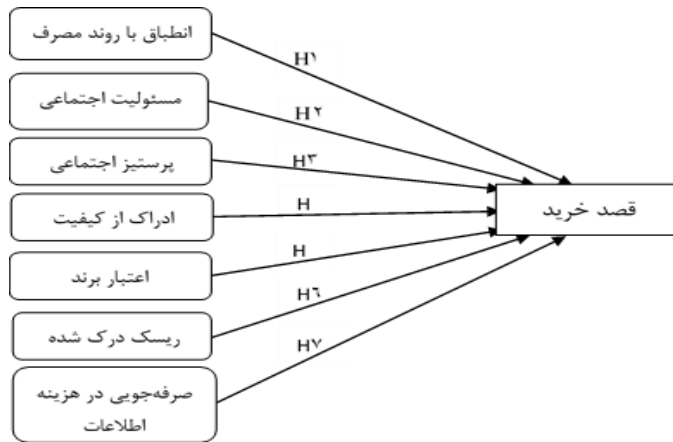 انطباق با روند مصرف
H۱
مسئولیت اجتماعی
H۲
پرستیژ اجتماعی
H۳
ادراک از کیفیت
H
قصد خرید
اعتبار برند
H
ریسک درک شده
H٦
صرفه‌جویی در هزینه
اطلاعات
H۷